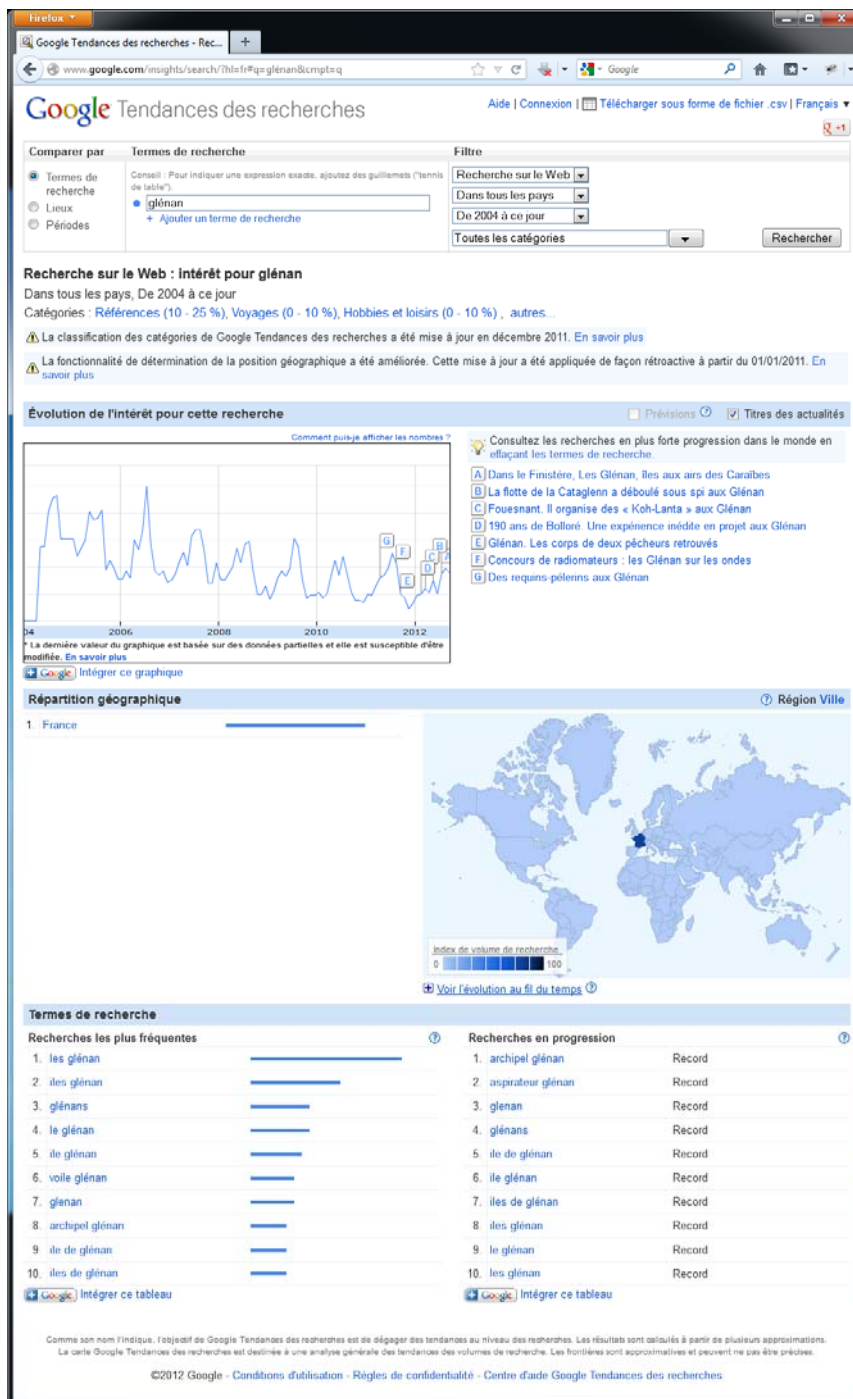 Firefox
Google Tendances des recherches - Rec...
www.google.com/insights/search/?hl=fr#q=glénan&cmpt=q
Google
Google Tendances des recherches
Aide | Connexion | Télécharger sous forme de fichier .csv | Français
+1
Comparer par
Termes de recherche
Filtre
Termes de recherche
Lieux
Périodes
Conseil : Pour indiquer une expression exacte, ajoutez des guillemets ("tennis
de table").
glénan
+ Ajouter un terme de recherche
Recherche sur le Web
Dans tous les pays
De 2004 à ce jour
Toutes les catégories
Rechercher
Recherche sur le Web : intérêt pour glénan
Dans tous les pays, De 2004 à ce jour
Catégories : Références (10 - 25 %), Voyages (0 - 10 %), Hobbies et loisirs (0 - 10 %) , autres...
La classification des catégories de Google Tendances des recherches a été mise à jour en décembre 2011. En savoir plus
La fonctionnalité de détermination de la position géographique a été améliorée. Cette mise à jour a été appliquée de façon rétroactive à partir du 01/01/2011. En
savoir plus
Évolution de l'intérêt pour cette recherche
Prévisions
Titres des actualités
Comment puis-je afficher les nombres ?
G
F
E
D
C
B
A
04
2006
2008
2010
2012
* La dernière valeur du graphique est basée sur des données partielles et elle est susceptible d'être
modifiée. En savoir plus
Google Intégrer ce graphique
Consultez les recherches en plus forte progression dans le monde en
effaçant les termes de recherche.
A Dans le Finistère, Les Glénan, îles aux airs des Caraïbes
B La flotte de la Cataglenn a déboulé sous spi aux Glénan
C Fouesnant. Il organise des « Koh-Lanta » aux Glénan
D 190 ans de Bolloré. Une expérience inédite en projet aux Glénan
E Glénan. Les corps de deux pêcheurs retrouvés
F Concours de radiomateurs : les Glénan sur les ondes
G Des requins-pélerins aux Glénan
Répartition géographique
Région Ville
1. France
Index de volume de recherche
0
100
Voir l'évolution au fil du temps
Termes de recherche
Recherches les plus fréquentes
1. les glénan
2. iles glénan
3. glénans
4. le glénan
5. ile glénan
6. voile glénan
7. glenan
8. archipel glénan
9. ile de glénan
10. iles de glénan
Google Intégrer ce tableau
Recherches en progression
1. archipel glénan Record
2. aspirateur glénan Record
3. glenan Record
4. glénans Record
5. ile de glénan Record
6. ile glénan Record
7. iles de glénan Record
8. iles glénan Record
9. le glénan Record
10. les glénan Record
Google Intégrer ce tableau
Comme son nom l'indique, l'objectif de Google Tendances des recherches est de dégager des tendances au niveau des recherches. Les résultats sont calculés à partir de plusieurs approximations.
La carte Google Tendances des recherches est destinée à une analyse générale des tendances des volumes de recherche. Les frontières sont approximatives et peuvent ne pas être précises.
©2012 Google - Conditions d'utilisation - Règles de confidentialité - Centre d'aide Google Tendances des recherches